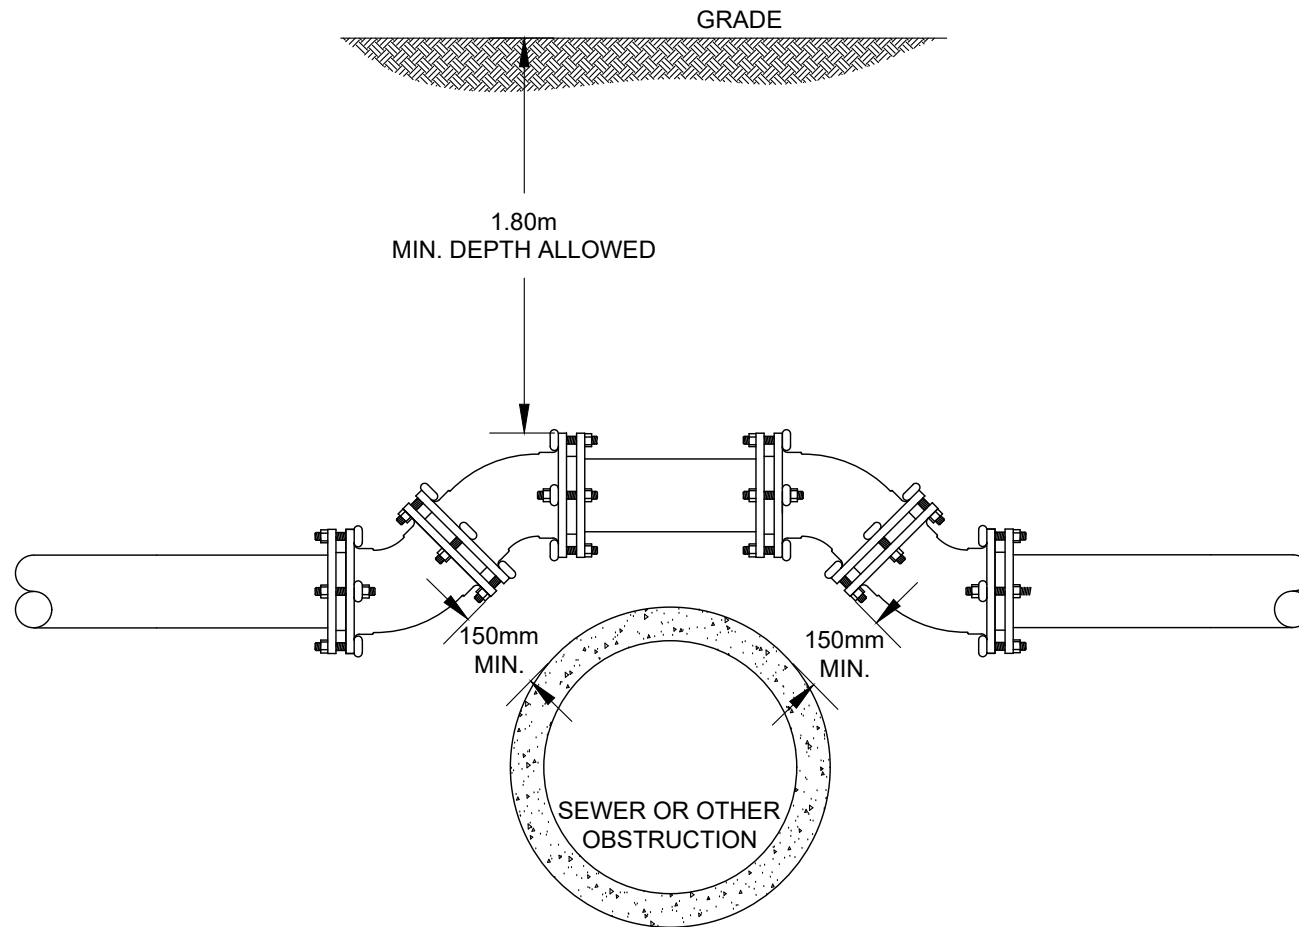 GRADE
1.80m
MIN. DEPTH ALLOWED
150mm
MIN.
150mm
MIN.
SEWER OR OTHER
OBSTRUCTION